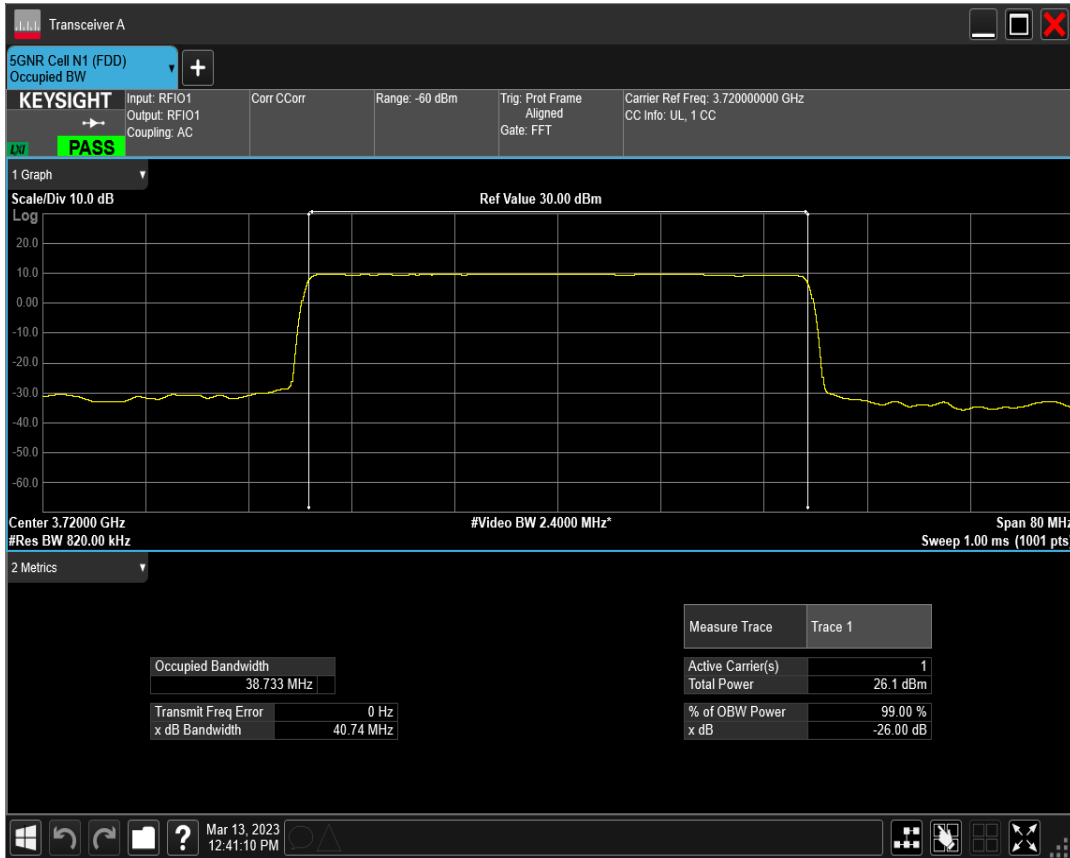 Transceiver A
5GNR Cell N1 (FDD)
Occupied BW
+
KEYSIGHT
LXI
PASS
Input: RFIO1
Output: RFIO1
Coupling: AC
Corr CCorr
Range: -60 dBm
Trig: Prot Frame
Aligned
Gate: FFT
Carrier Ref Freq: 3.720000000 GHz
CC Info: UL, 1 CC
1 Graph
Scale/Div 10.0 dB
Ref Value 30.00 dBm
Log
20.0
10.0
0.00
-10.0
-20.0
-30.0
-40.0
-50.0
-60.0
Center 3.72000 GHz
#Video BW 2.4000 MHz*
Span 80 MHz
#Res BW 820.00 kHz
Sweep 1.00 ms (1001 pts)
2 Metrics
Measure Trace Trace 1
Occupied Bandwidth
38.733 MHz
Active Carrier(s) 1
Total Power 26.1 dBm
Transmit Freq Error 0 Hz
x dB Bandwidth 40.74 MHz
% of OBW Power 99.00 %
x dB -26.00 dB
?
Mar 13, 2023
12:41:10 PM